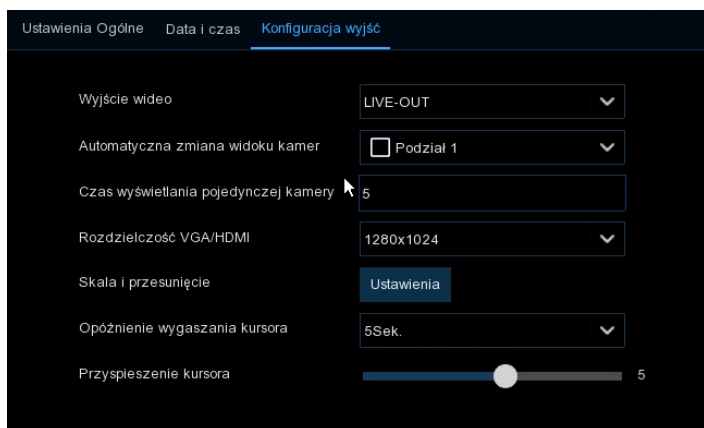 Ustawienia Ogólne Data i czas Konfiguracja wyjść
Wyjście wideo LIVE-OUT
Automatyczna zmiana widoku kamer Podział 1
Czas wyświetlania pojedynczej kamery 5
Rozdzielczość VGA/HDMI 1280x1024
Skala i przesunięcie Ustawienia
Opóźnienie wygaszania kursora 5Sek.
Przyspieszenie kursora 5